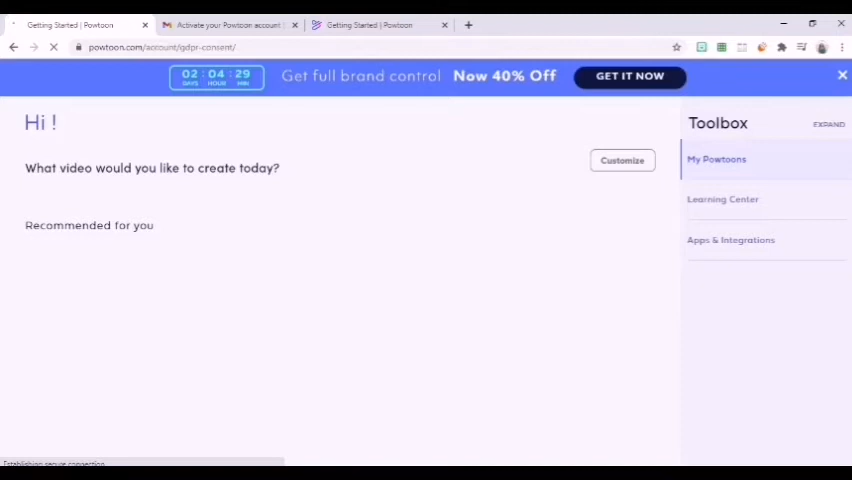 Getting Started | Powtoon
Activate your Powtoon account
Getting Started | Powtoon
powtoon.com/account/gdpr-consent/
02 : 04 : 29
DAYS HOUR MIN
Get full brand control Now 40% Off
GET IT NOW
Hi !
Toolbox
EXPAND
What video would you like to create today?
Customize
My Powtoons
Learning Center
Recommended for you
Apps & Integrations
Establishing secure connection